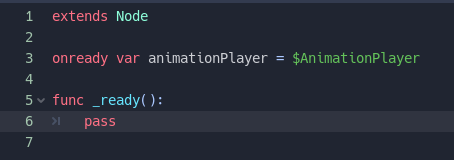 1 extends Node
2
3 onready var animationPlayer = $AnimationPlayer
4
5 func _ready():
6 pass
7